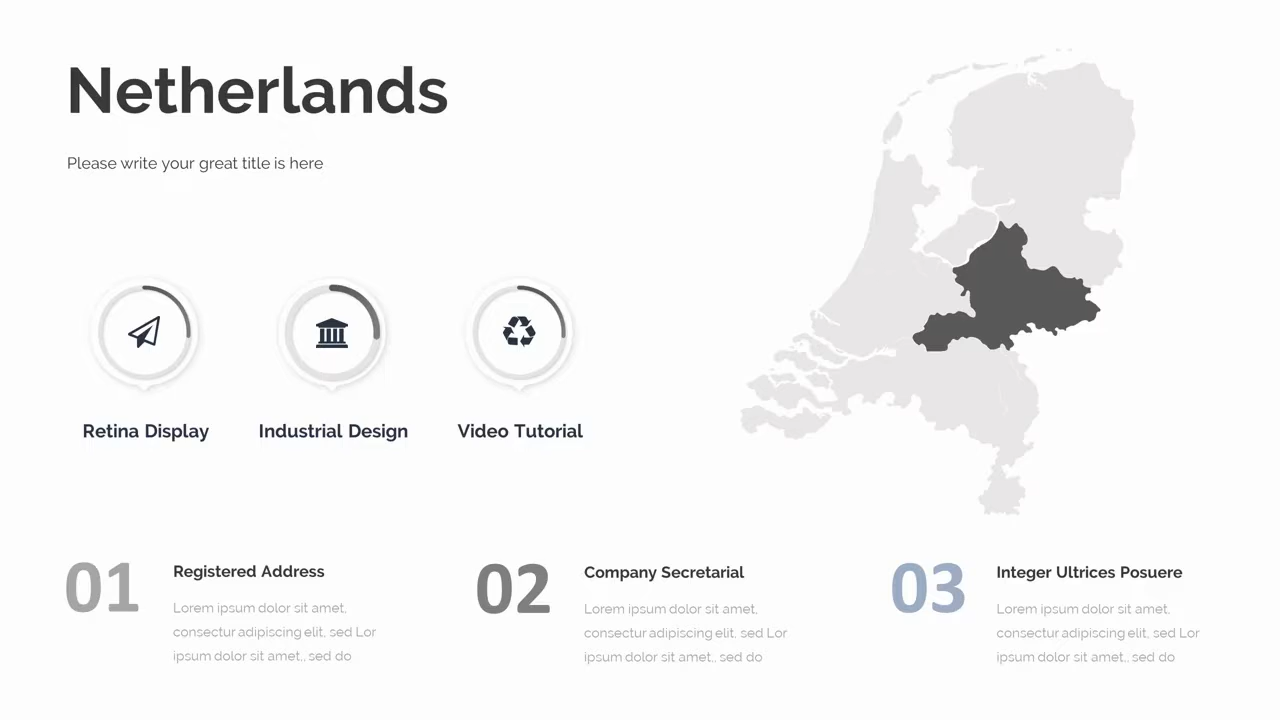 Netherlands
Please write your great title is here
Retina Display
Industrial Design
Video Tutorial
01
Registered Address
Lorem ipsum dolor sit amet,
consectur adipiscing elit, sed Lor
ipsum dolor sit amet,, sed do
02
Company Secretarial
Lorem ipsum dolor sit amet,
consectur adipiscing elit, sed Lor
ipsum dolor sit amet,, sed do
03
Integer Ultrices Posuere
Lorem ipsum dolor sit amet,
consectur adipiscing elit, sed Lor
ipsum dolor sit amet,, sed do